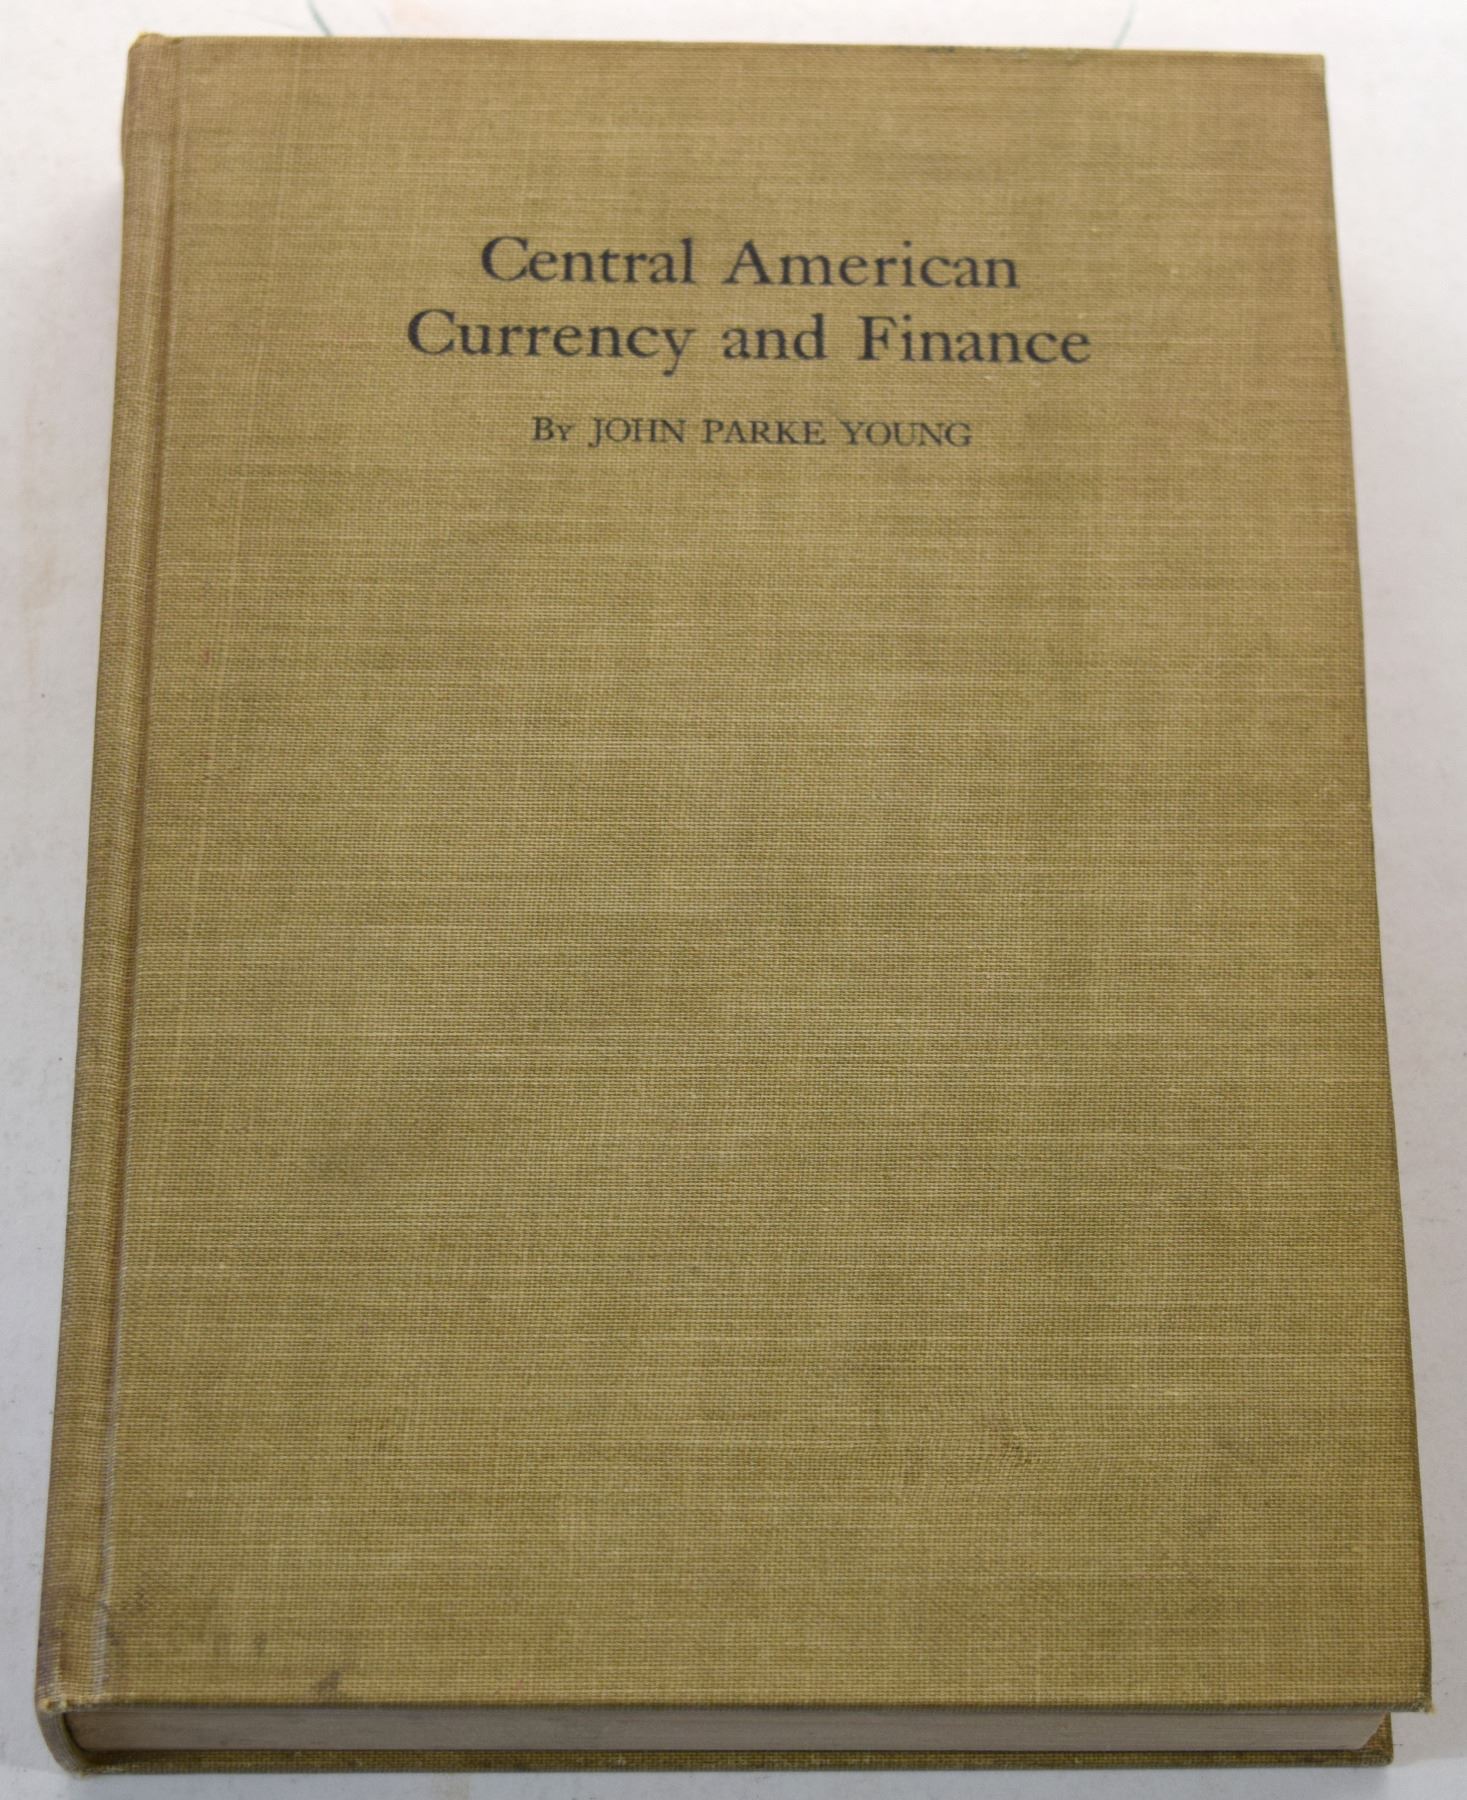 Central American
Currency and Finance
By JOHN PARKE YOUNG